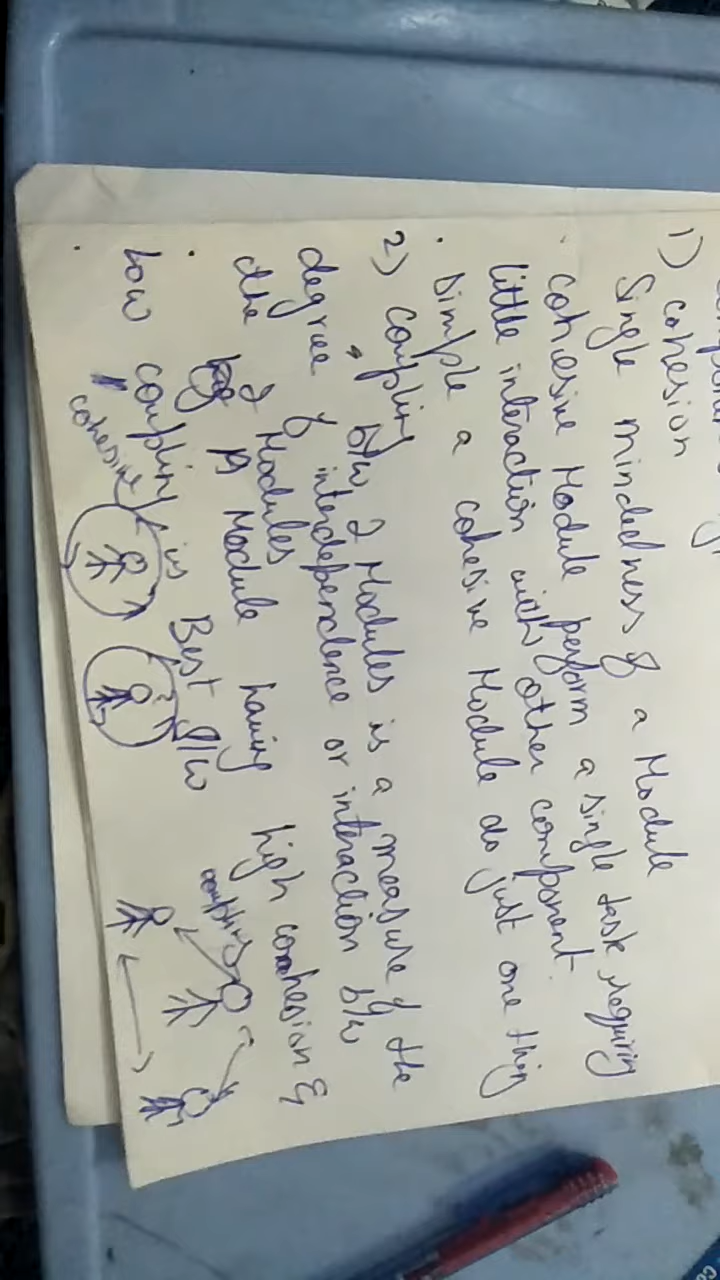 1) cohesion
Single mindedness of a Module
. cohesive Module perform a single task requiring
little interaction with other component.
. Simple a cohesive Module do just one thing
2) coupling
b/w 2 Modules is a measure of the
degree of interdependence or interaction b/w
the 2 Modules
. A Module having high cohesion &
low coupling is Best
cohesive
coupling